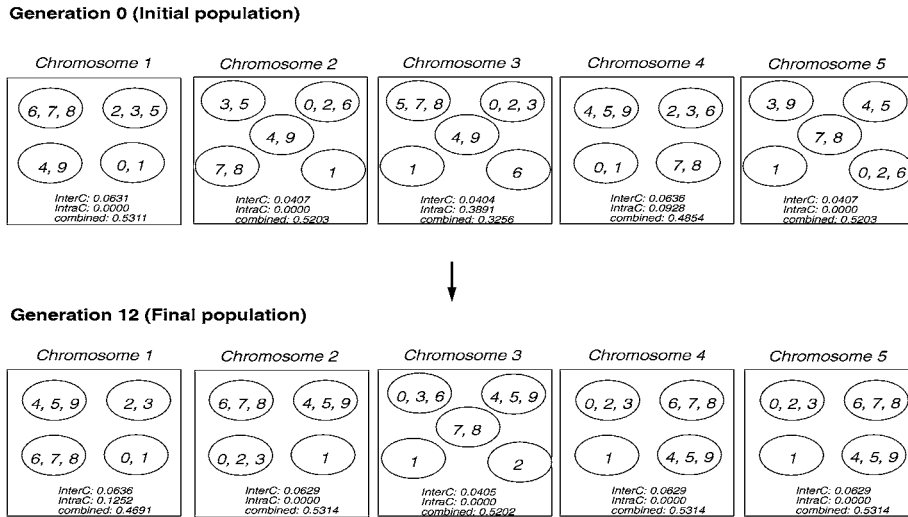 Generation 0 (Initial population)
Chromosome 1
6, 7, 8
2, 3, 5
4, 9
0, 1
InterC: 0.0631
IntraC: 0.0000
combined: 0.5311
Chromosome 2
3, 5
0, 2, 6
4, 9
7, 8
1
InterC: 0.0407
IntraC: 0.0000
combined: 0.5203
Chromosome 3
5, 7, 8
0, 2, 3
4, 9
1
6
InterC: 0.0404
IntraC: 0.3891
combined: 0.3256
Chromosome 4
4, 5, 9
2, 3, 6
0, 1
7, 8
InterC: 0.0636
IntraC: 0.0928
combined: 0.4854
Chromosome 5
3, 9
4, 5
7, 8
1
0, 2, 6
InterC: 0.0407
IntraC: 0.0000
combined: 0.5203
Generation 12 (Final population)
Chromosome 1
4, 5, 9
2, 3
6, 7, 8
0, 1
InterC: 0.0636
IntraC: 0.1252
combined: 0.4691
Chromosome 2
6, 7, 8
4, 5, 9
0, 2, 3
1
InterC: 0.0629
IntraC: 0.0000
combined: 0.5314
Chromosome 3
0, 3, 6
4, 5, 9
7, 8
1
2
InterC: 0.0405
IntraC: 0.0000
combined: 0.5202
Chromosome 4
0, 2, 3
6, 7, 8
1
4, 5, 9
InterC: 0.0629
IntraC: 0.0000
combined: 0.5314
Chromosome 5
0, 2, 3
6, 7, 8
1
4, 5, 9
InterC: 0.0629
IntraC: 0.0000
combined: 0.5314